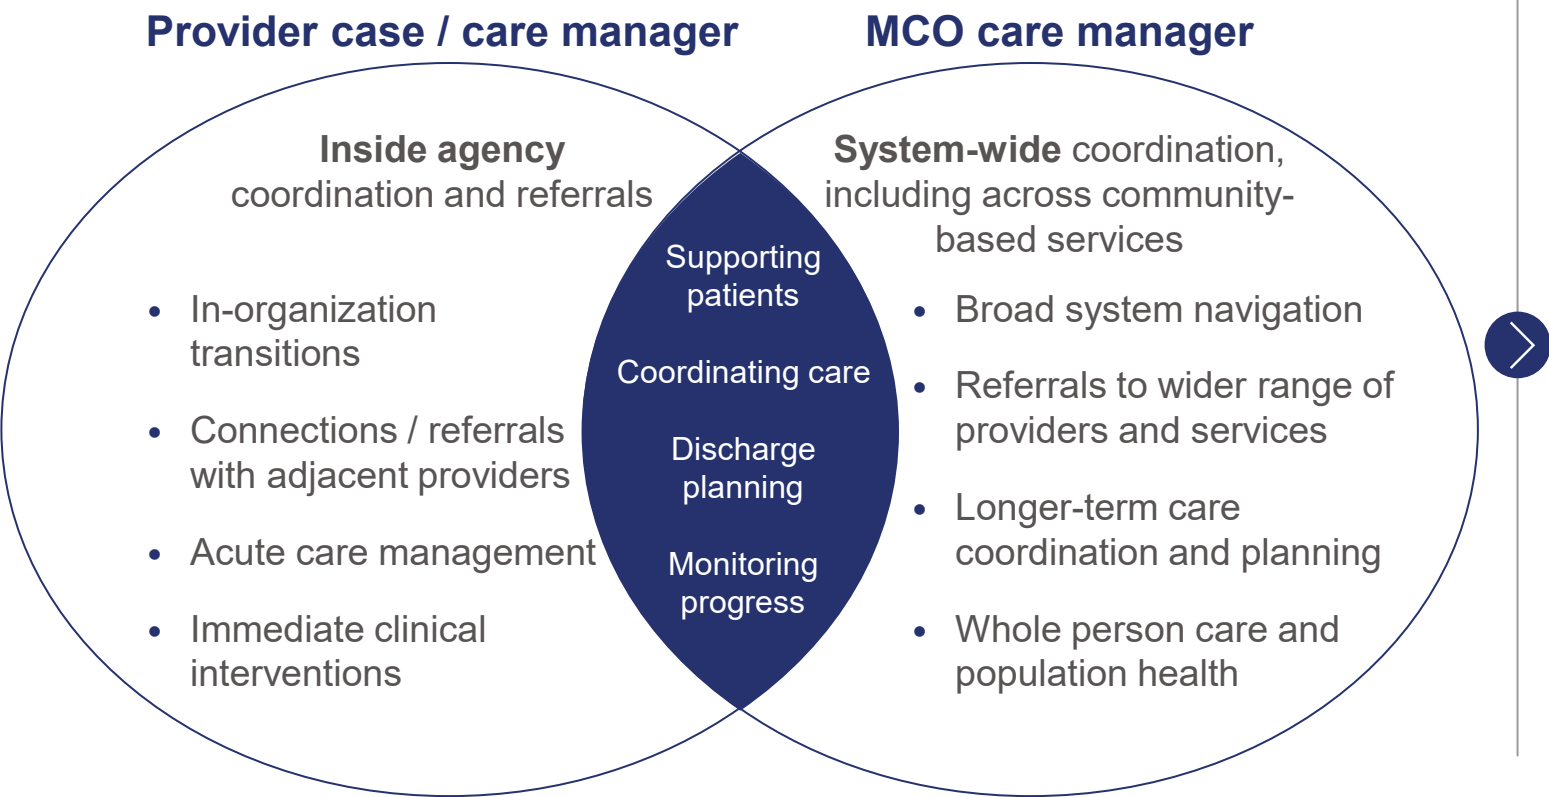 Provider case / care manager
MCO care manager
Inside agency
coordination and referrals
• In-organization
transitions
• Connections / referrals
with adjacent providers
• Acute care management
• Immediate clinical
interventions
Supporting
patients
Coordinating care
Discharge
planning
Monitoring
progress
System-wide coordination,
including across community-
based services
• Broad system navigation
• Referrals to wider range of
providers and services
• Longer-term care
coordination and planning
• Whole person care and
population health